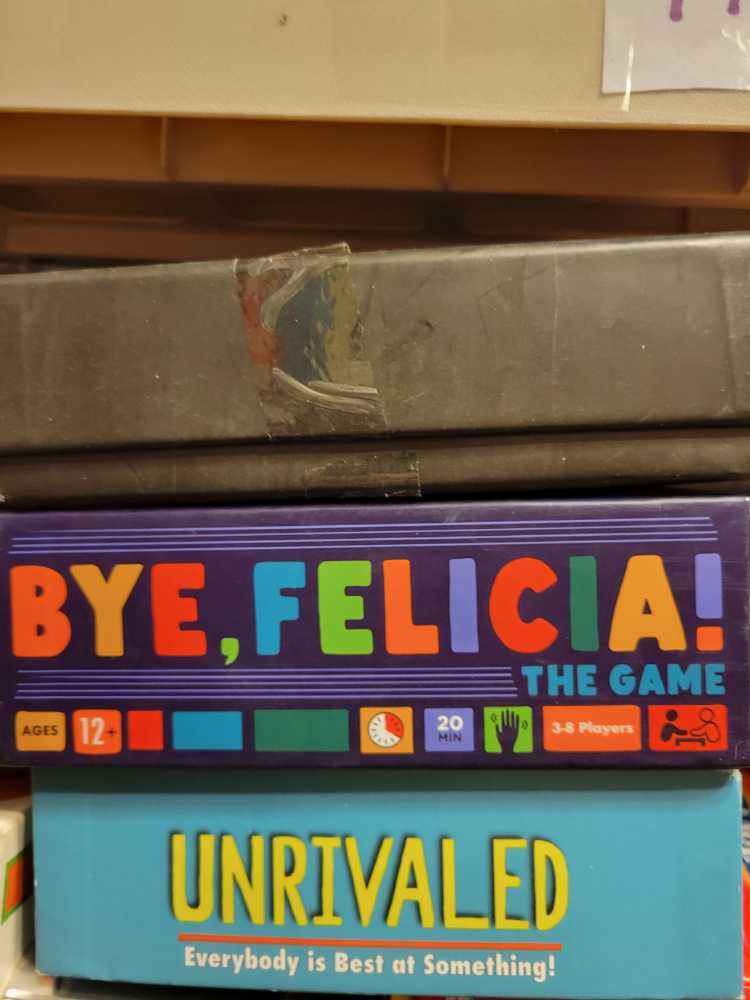 BYE, FELICIA!
THE GAME
AGES 12+ 20 MIN 3-8 Players
UNRIVALED
Everybody is Best at Something!